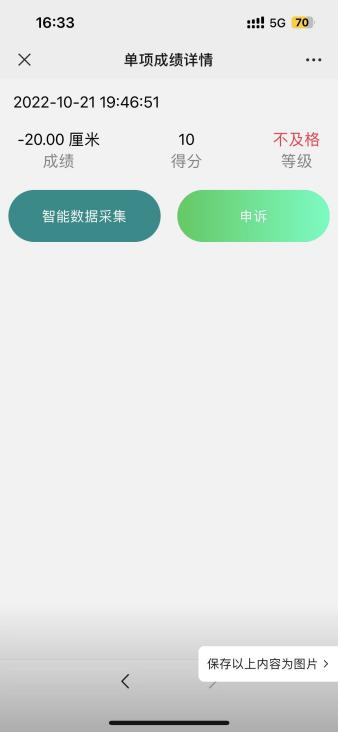 16:33 5G 70
单项成绩详情
2022-10-21 19:46:51
-20.00 厘米 10 不及格
成绩 得分 等级
智能数据采集 申诉
保存以上内容为图片